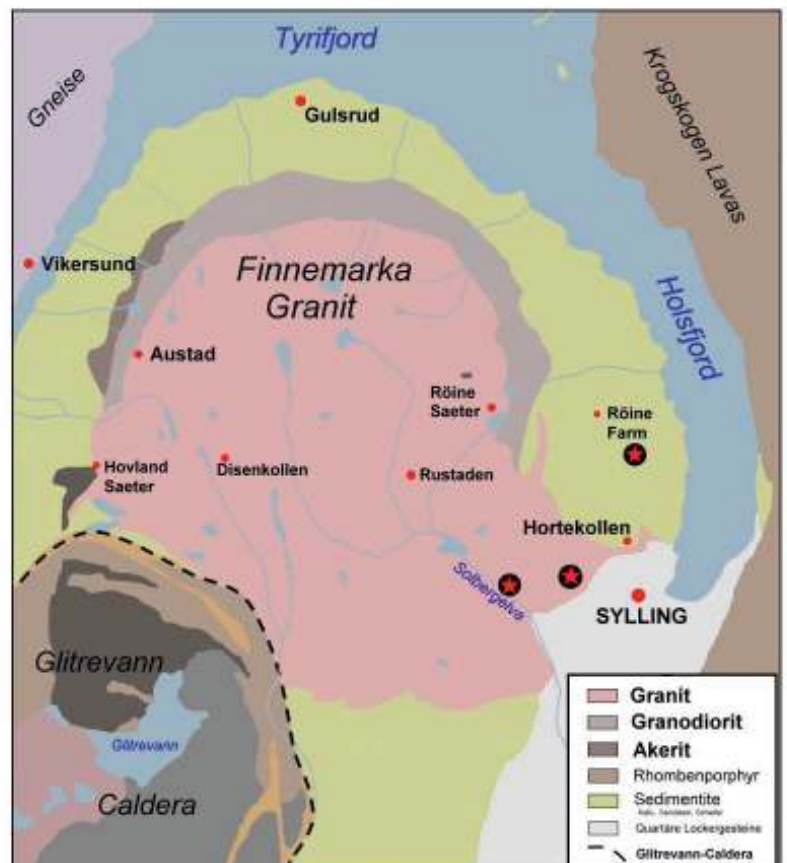 Tyrifjord
Gneise
Gulsrud
Krogskogen Lavas
Vikersund
Finnemarka
Granit
Holsfjord
Austad
Röine
Saeter
Röine
Farm
Hovland
Saeter
Disenkollen
Rustaden
Hortekollen
Solbergelva
SYLLING
Glitrevann
Glitrevann
Caldera
Granit
Granodiorit
Akerit
Rhombenporphyr
Sedimentite
Quartäre Lockergesteine
Glitrevann-Caldera